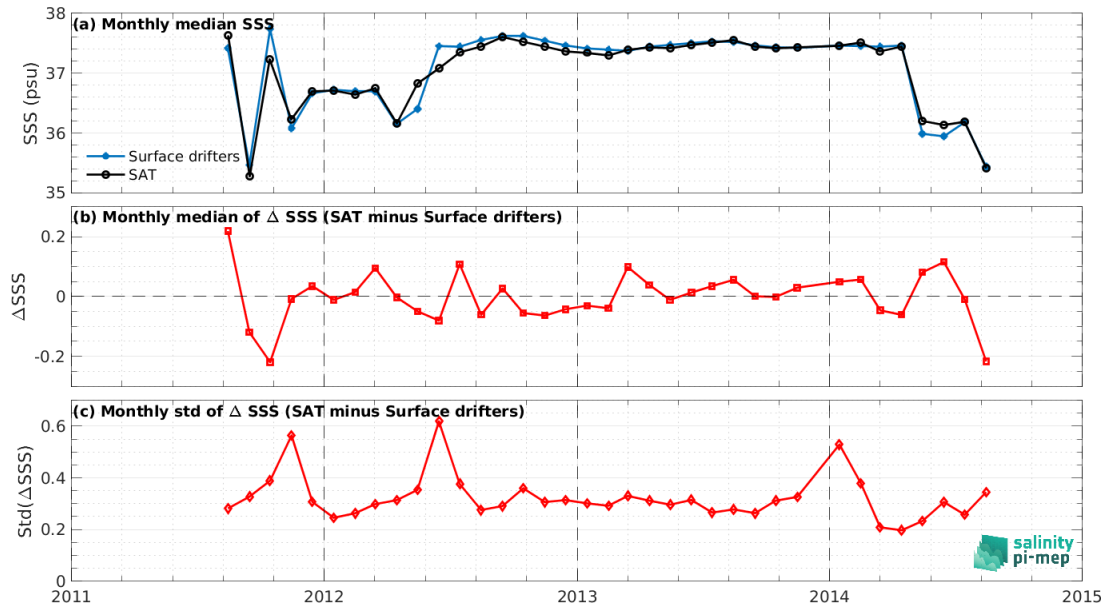 (a) Monthly median SSS
38
37
36
35
SSS (psu)
Surface drifters
SAT
(b) Monthly median of Δ SSS (SAT minus Surface drifters)
0.2
0
-0.2
ΔSSS
(c) Monthly std of Δ SSS (SAT minus Surface drifters)
0.6
0.4
0.2
0
Std(ΔSSS)
salinity
pi-mep
2011
2012
2013
2014
2015